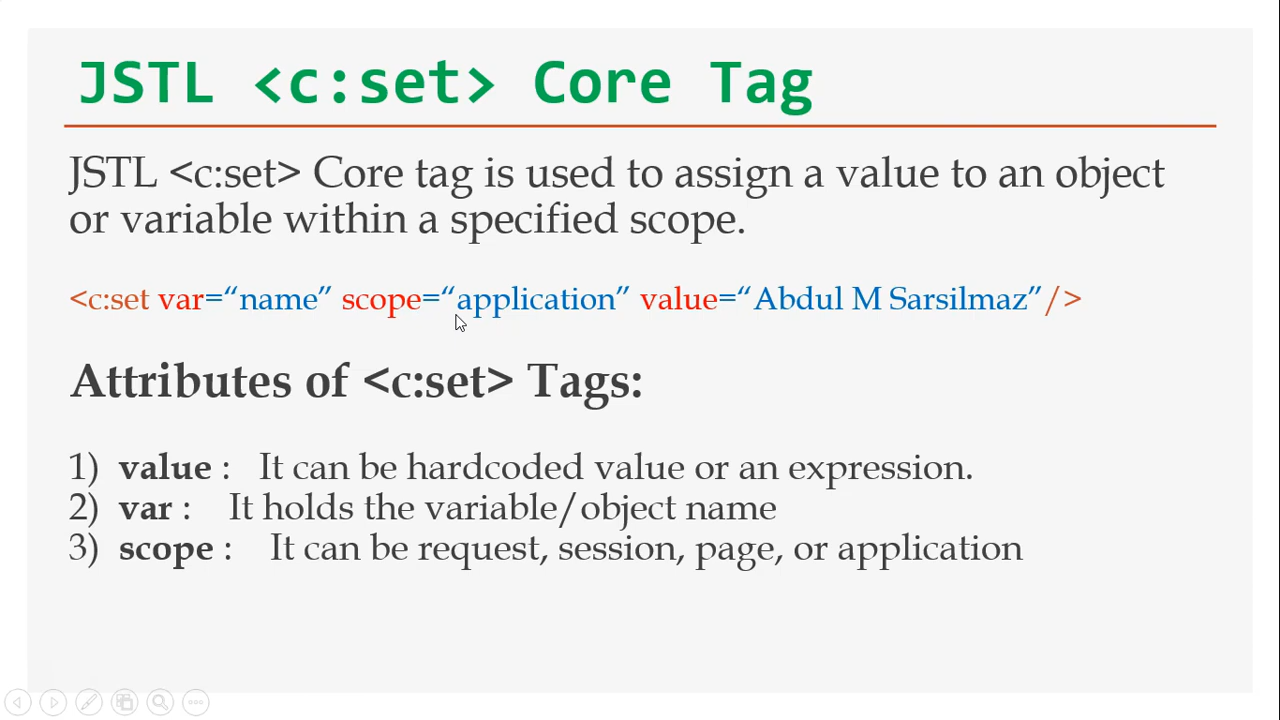 JSTL <c:set> Core Tag
JSTL <c:set> Core tag is used to assign a value to an object
or variable within a specified scope.
<c:set var=“name” scope=“application” value=“Abdul M Sarsilmaz”/>
Attributes of <c:set> Tags:
1) value : It can be hardcoded value or an expression.
2) var : It holds the variable/object name
3) scope : It can be request, session, page, or application